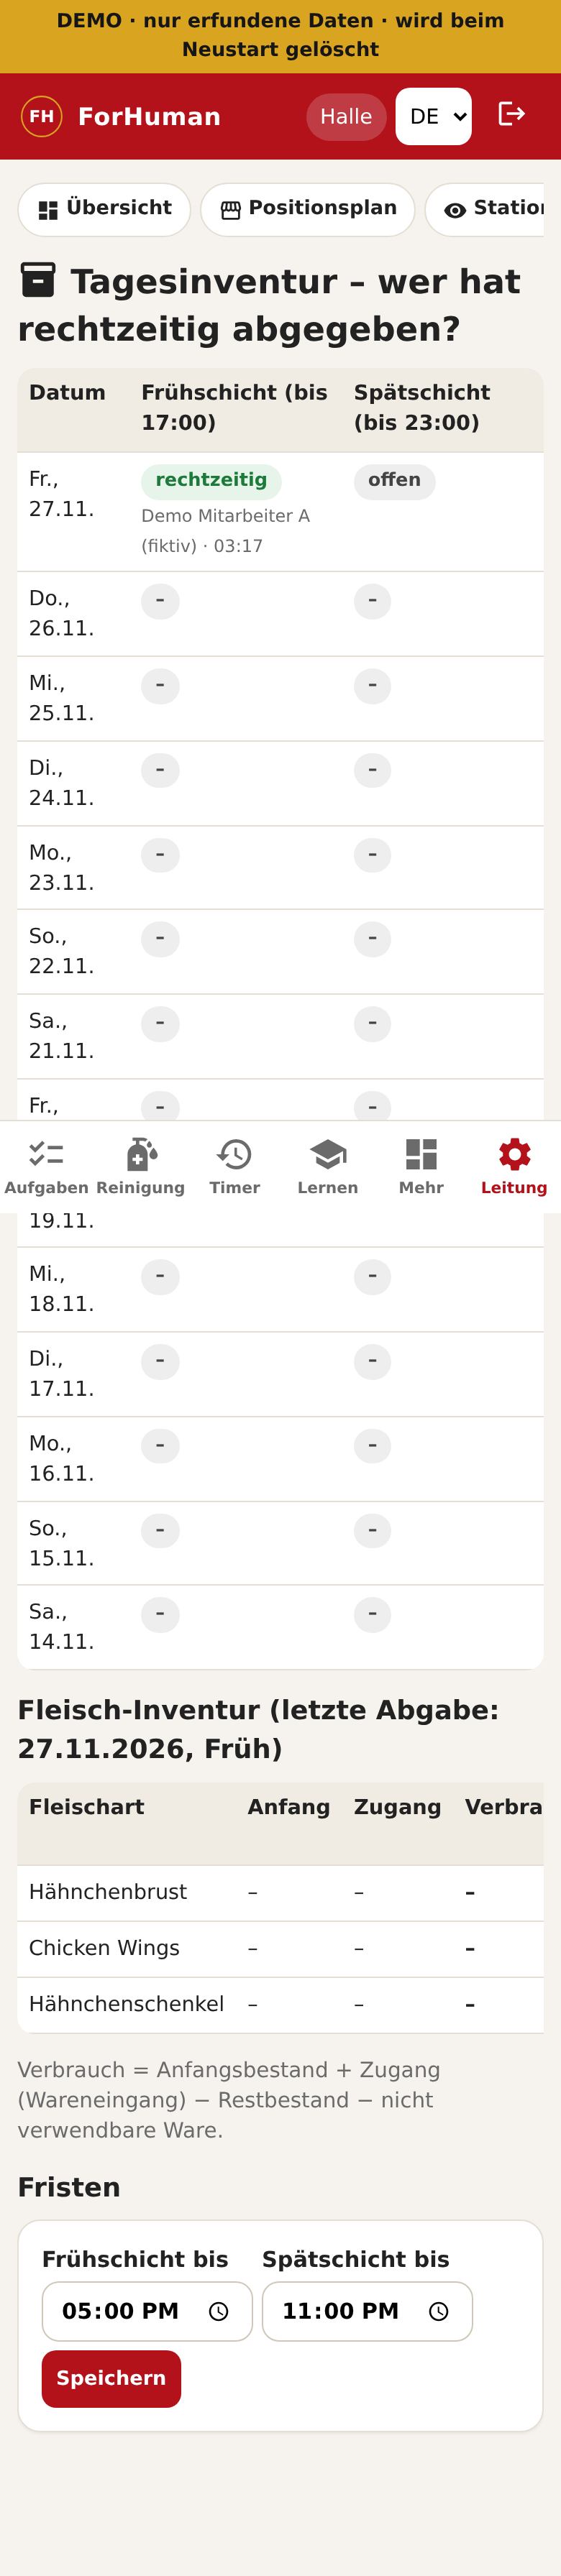 DEMO · nur erfundene Daten · wird beim
Neustart gelöscht
FH ForHuman Halle DE
Übersicht Positionsplan Station
Tagesinventur – wer hat
rechtzeitig abgegeben?
Datum Frühschicht (bis 17:00) Spätschicht (bis 23:00)
Fr., 27.11. rechtzeitig offen
Demo Mitarbeiter A
(fiktiv) · 03:17
Do., 26.11. – –
Mi., 25.11. – –
Di., 24.11. – –
Mo., 23.11. – –
So., 22.11. – –
Sa., 21.11. – –
Fr., – –
Aufgaben Reinigung Timer Lernen Mehr Leitung
19.11.
Mi., 18.11. – –
Di., 17.11. – –
Mo., 16.11. – –
So., 15.11. – –
Sa., 14.11. – –
Fleisch-Inventur (letzte Abgabe:
27.11.2026, Früh)
Fleischart Anfang Zugang Verbra
Hähnchenbrust – – –
Chicken Wings – – –
Hähnchenschenkel – – –
Verbrauch = Anfangsbestand + Zugang
(Wareneingang) − Restbestand − nicht
verwendbare Ware.
Fristen
Frühschicht bis Spätschicht bis
05:00 PM 11:00 PM
Speichern